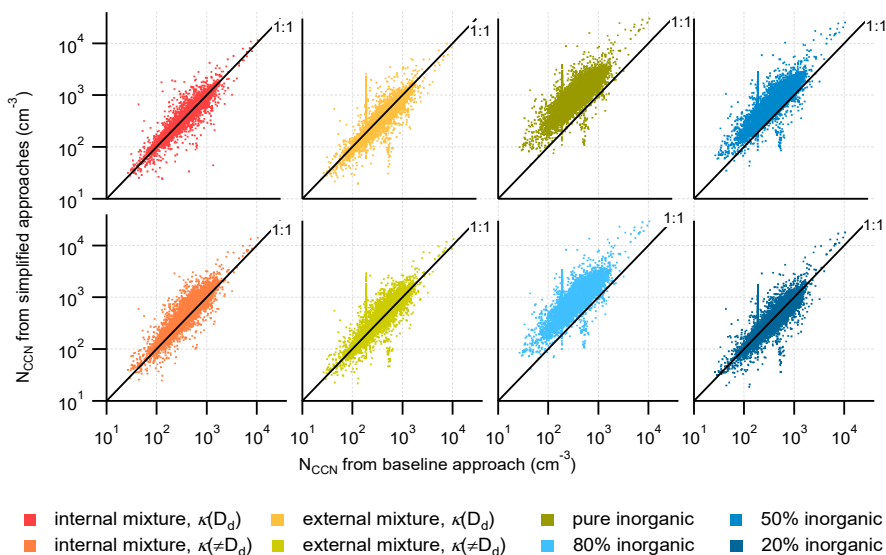 1:1 1:1 1:1 1:1
10⁴
10³
10²
10¹
1:1 1:1 1:1 1:1
10⁴
10³
10²
10¹
N_CCN from simplified approaches (cm⁻³)
10¹ 10² 10³ 10⁴ 10¹ 10² 10³ 10⁴ 10¹ 10² 10³ 10⁴ 10¹ 10² 10³ 10⁴
N_CCN from baseline approach (cm⁻³)
internal mixture, κ(D_d) external mixture, κ(D_d) pure inorganic 50% inorganic
internal mixture, κ(≠D_d) external mixture, κ(≠D_d) 80% inorganic 20% inorganic